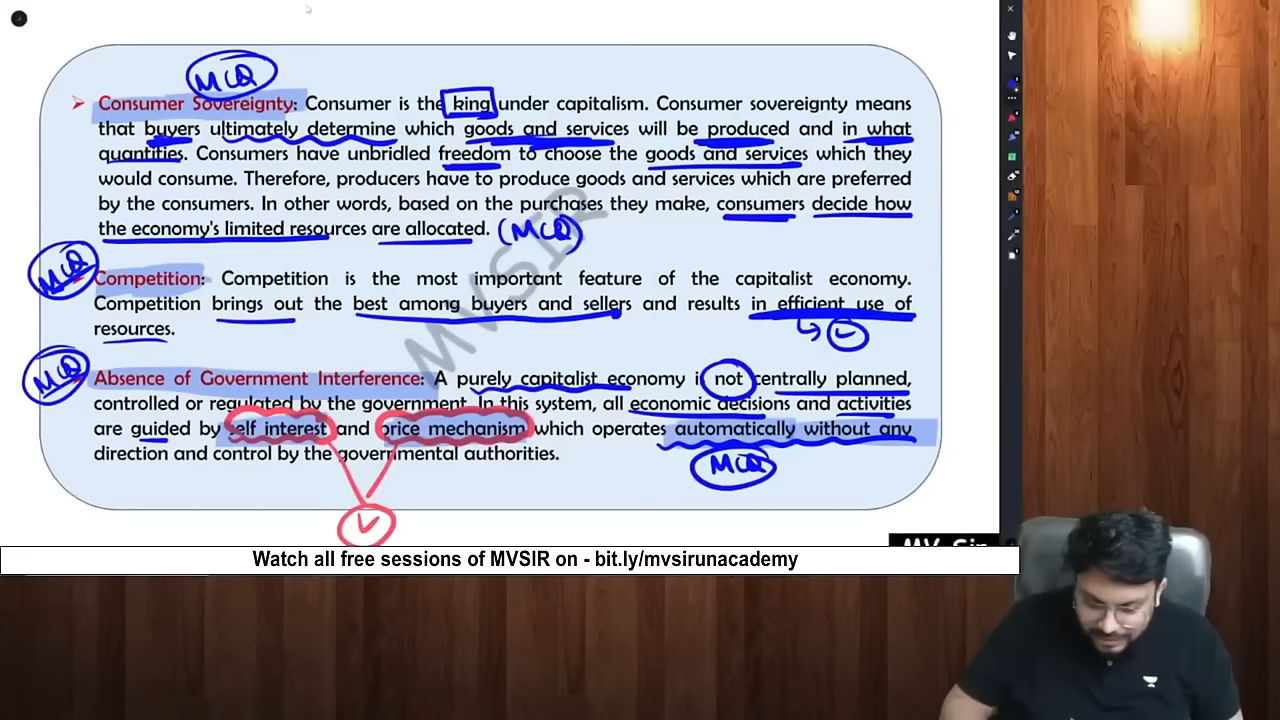 MCQ
➤ Consumer Sovereignty: Consumer is the king under capitalism. Consumer sovereignty means
that buyers ultimately determine which goods and services will be produced and in what
quantities. Consumers have unbridled freedom to choose the goods and services which they
would consume. Therefore, producers have to produce goods and services which are preferred
by the consumers. In other words, based on the purchases they make, consumers decide how
the economy's limited resources are allocated. (MCQ)
MCQ
Competition: Competition is the most important feature of the capitalist economy.
Competition brings out the best among buyers and sellers and results in efficient use of
resources.
MCQ
Absence of Government Interference: A purely capitalist economy is not centrally planned,
controlled or regulated by the government. In this system, all economic decisions and activities
are guided by self interest and price mechanism which operates automatically without any
direction and control by the governmental authorities.
MCQ
MVSIR
MV Sir
Watch all free sessions of MVSIR on - bit.ly/mvsirunacademy